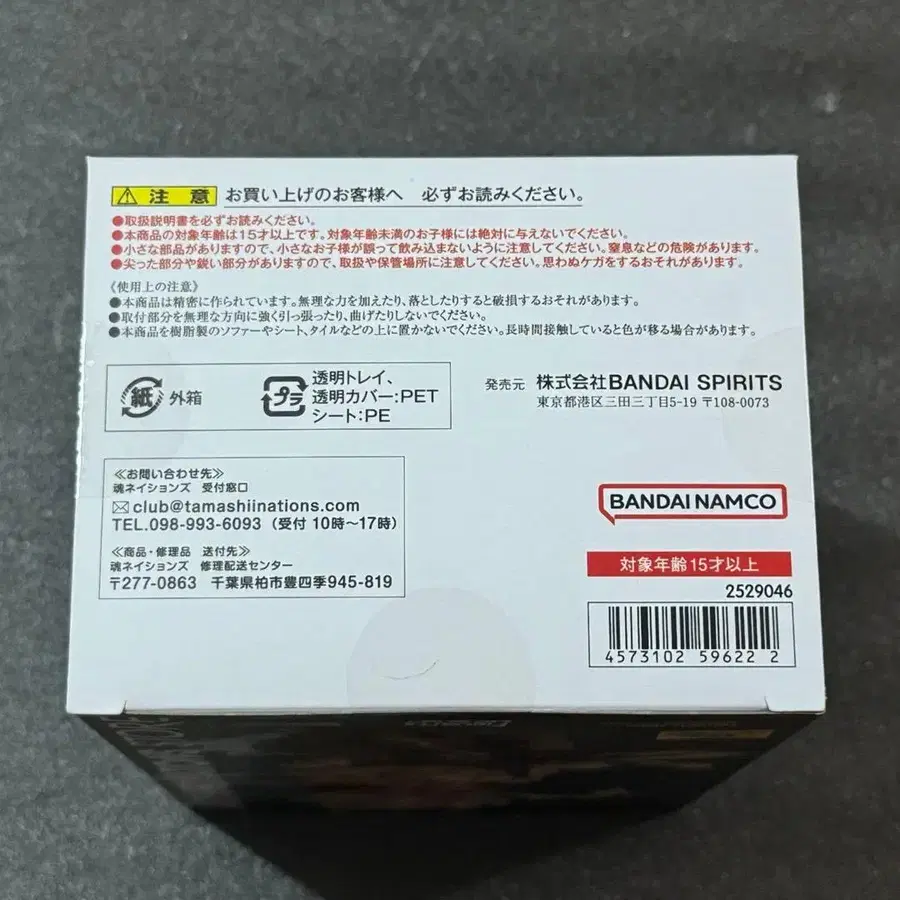 注意 お買い上げのお客様へ 必ずお読みください。
●取扱説明書を必ずお読みください。
●本商品の対象年齢は15才以上です。対象年齢未満のお子様には絶対に与えないでください。
●小さな部品がありますので、小さなお子様が誤って飲み込まないように注意してください。窒息などの危険があります。
●尖った部分や鋭い部分がありますので、取扱や保管場所に注意してください。思わぬケガをするおそれがあります。
《使用上の注意》
●本商品は精密に作られています。無理な力を加えたり、落としたりすると破損するおそれがあります。
●取付部分を無理な方向に強く引っ張ったり、曲げたりしないでください。
●本商品を樹脂製のソファーやシート、タイルなどの上に置かないでください。長時間接触していると色が移る場合があります。
紙 外箱
プラ 透明トレイ、
透明カバー:PET
シート:PE
発売元 株式会社BANDAI SPIRITS
東京都港区三田三丁目5-19 〒108-0073
≪お問い合わせ先≫
魂ネイションズ 受付窓口
club@tamashiinations.com
TEL.098-993-6093（受付 10時〜17時）
≪商品・修理品 送付先≫
魂ネイションズ 修理配送センター
〒277-0863 千葉県柏市豊四季945-819
BANDAI NAMCO
対象年齢15才以上
2529046
4573102 59622 2